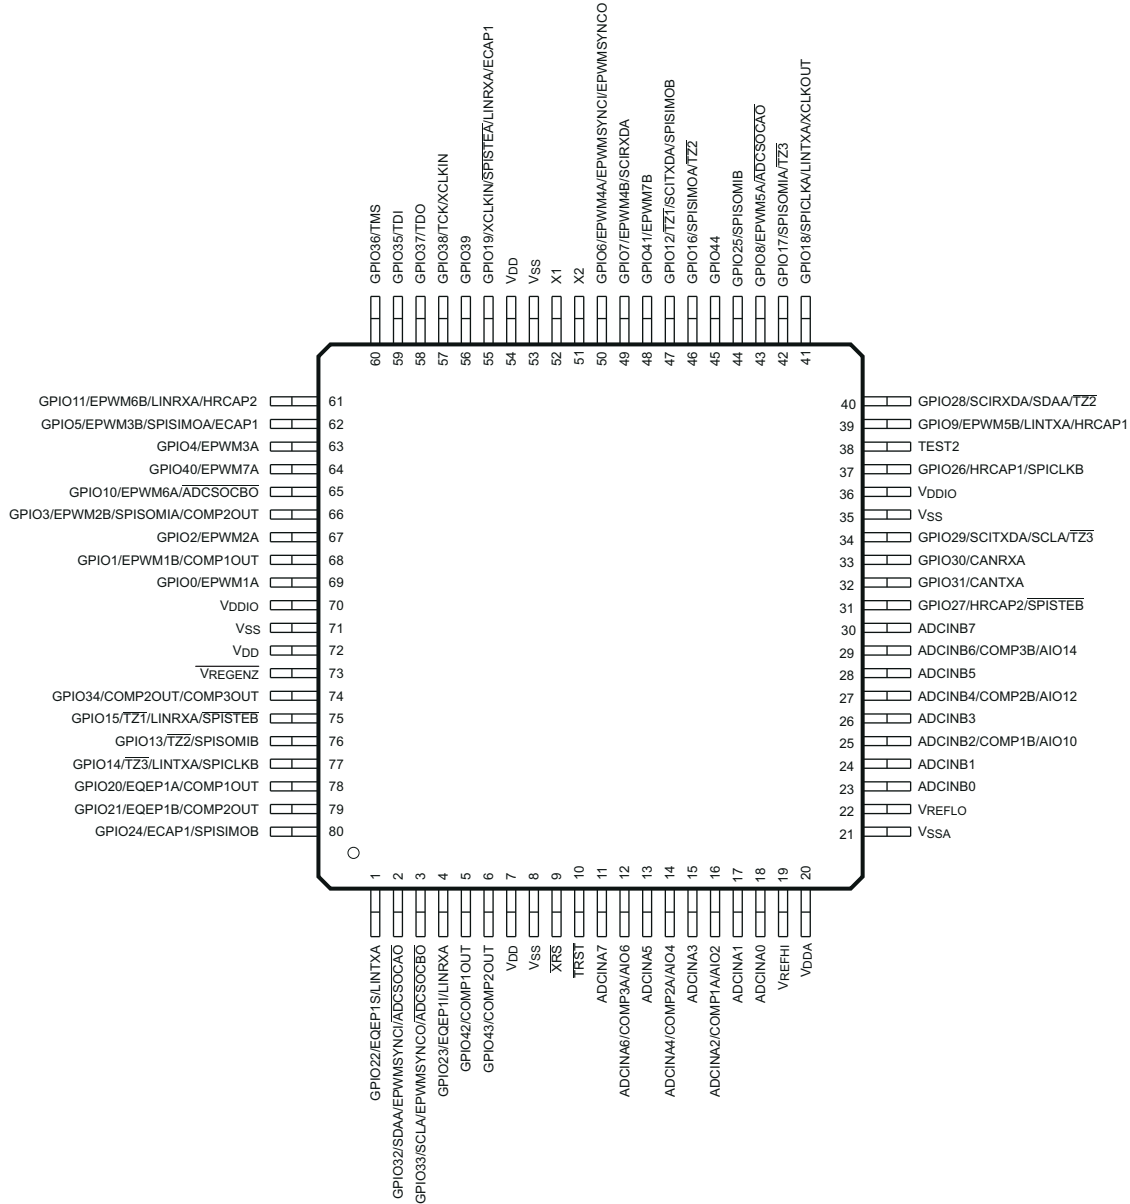 GPIO36/TMS
GPIO35/TDI
GPIO37/TDO
GPIO38/TCK/XCLKIN
GPIO39
GPIO19/XCLKIN/SPISTEA/LINRXA/ECAP1
VDD
VSS
X1
X2
GPIO6/EPWM4A/EPWMSYNCI/EPWMSYNCO
GPIO7/EPWM4B/SCIRXDA
GPIO41/EPWM7B
GPIO12/TZ1/SCITXDA/SPISIMOB
GPIO16/SPISIMOA/TZ2
GPIO44
GPIO25/SPISOMIB
GPIO8/EPWM5A/ADCSOCAO
GPIO17/SPISOMIA/TZ3
GPIO18/SPICLKA/LINTXA/XCLKOUT
60
59
58
57
56
55
54
53
52
51
50
49
48
47
46
45
44
43
42
41
GPIO11/EPWM6B/LINRXA/HRCAP2 61
GPIO5/EPWM3B/SPISIMOA/ECAP1 62
GPIO4/EPWM3A 63
GPIO40/EPWM7A 64
GPIO10/EPWM6A/ADCSOCBO 65
GPIO3/EPWM2B/SPISOMIA/COMP2OUT 66
GPIO2/EPWM2A 67
GPIO1/EPWM1B/COMP1OUT 68
GPIO0/EPWM1A 69
VDDIO 70
VSS 71
VDD 72
VREGENZ 73
GPIO34/COMP2OUT/COMP3OUT 74
GPIO15/TZ1/LINRXA/SPISTEB 75
GPIO13/TZ2/SPISOMIB 76
GPIO14/TZ3/LINTXA/SPICLKB 77
GPIO20/EQEP1A/COMP1OUT 78
GPIO21/EQEP1B/COMP2OUT 79
GPIO24/ECAP1/SPISIMOB 80
40 GPIO28/SCIRXDA/SDAA/TZ2
39 GPIO9/EPWM5B/LINTXA/HRCAP1
38 TEST2
37 GPIO26/HRCAP1/SPICLKB
36 VDDIO
35 VSS
34 GPIO29/SCITXDA/SCLA/TZ3
33 GPIO30/CANRXA
32 GPIO31/CANTXA
31 GPIO27/HRCAP2/SPISTEB
30 ADCINB7
29 ADCINB6/COMP3B/AIO14
28 ADCINB5
27 ADCINB4/COMP2B/AIO12
26 ADCINB3
25 ADCINB2/COMP1B/AIO10
24 ADCINB1
23 ADCINB0
22 VREFLO
21 VSSA
1
2
3
4
5
6
7
8
9
10
11
12
13
14
15
16
17
18
19
20
GPIO22/EQEP1S/LINTXA
GPIO32/SDAA/EPWMSYNCI/ADCSOCAO
GPIO33/SCLA/EPWMSYNCO/ADCSOCBO
GPIO23/EQEP1I/LINRXA
GPIO42/COMP1OUT
GPIO43/COMP2OUT
VDD
VSS
XRS
TRST
ADCINA7
ADCINA6/COMP3A/AIO6
ADCINA5
ADCINA4/COMP2A/AIO4
ADCINA3
ADCINA2/COMP1A/AIO2
ADCINA1
ADCINA0
VREFHI
VDDA